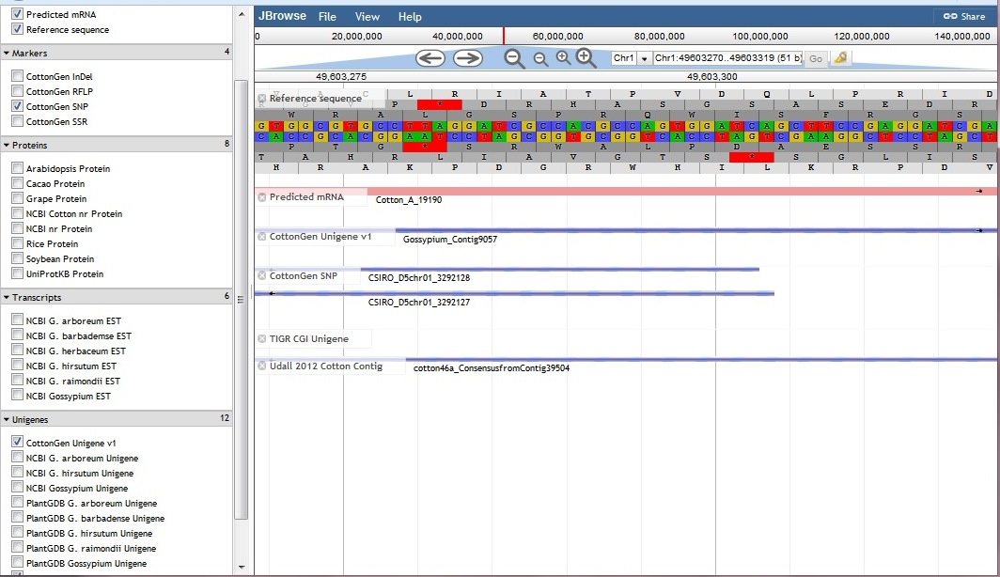 Predicted mRNA
Reference sequence
Markers 4
CottonGen InDel
CottonGen RFLP
CottonGen SNP
CottonGen SSR
Proteins 8
Arabidopsis Protein
Cacao Protein
Grape Protein
NCBI Cotton nr Protein
NCBI nr Protein
Rice Protein
Soybean Protein
UniProtKB Protein
Transcripts 6
NCBI G. arboreum EST
NCBI G. barbademse EST
NCBI G. herbaceum EST
NCBI G. hirsutum EST
NCBI G. raimondii EST
NCBI Gossypium EST
Unigenes 12
CottonGen Unigene v1
NCBI G. arboreum Unigene
NCBI G. hirsutum Unigene
NCBI Gossypium Unigene
PlantGDB G. arboreum Unigene
PlantGDB G. barbadense Unigene
PlantGDB G. hirsutum Unigene
PlantGDB G. raimondii Unigene
PlantGDB Gossypium Unigene
JBrowse File View Help Share
0 20,000,000 40,000,000 60,000,000 80,000,000 100,000,000 120,000,000 140,000,000
Chr1 Chr1:49603270..49603319 (51 b) Go
49,603,275 49,603,300
L R I A T P V D Q L P R I D
Reference sequence
P * D R H A S G S A S E D R
W R A L G S P R Q W I S F R G S
G T G G C G T G C C T T A G G A T C G C C A C G C C A G T G G A T C A G C T T C C G A G G A T C G A
C A C C G C A C G G A A T C C T A G C G G T G C G G T C A C C T A G T C G A A G G C T C C T A G C T
P T G * S R W A L P D A E S S R
T A H R L I A V G T S * S G L I S
H R A K P D G R W H I L K R P D V
Predicted mRNA
Cotton_A_19190
CottonGen Unigene v1
Gossypium_Contig9057
CottonGen SNP
CSIRO_D5chr01_3292128
CSIRO_D5chr01_3292127
TIGR CGI Unigene
Udall 2012 Cotton Contig
cotton46a_ConsensusfromContig39504